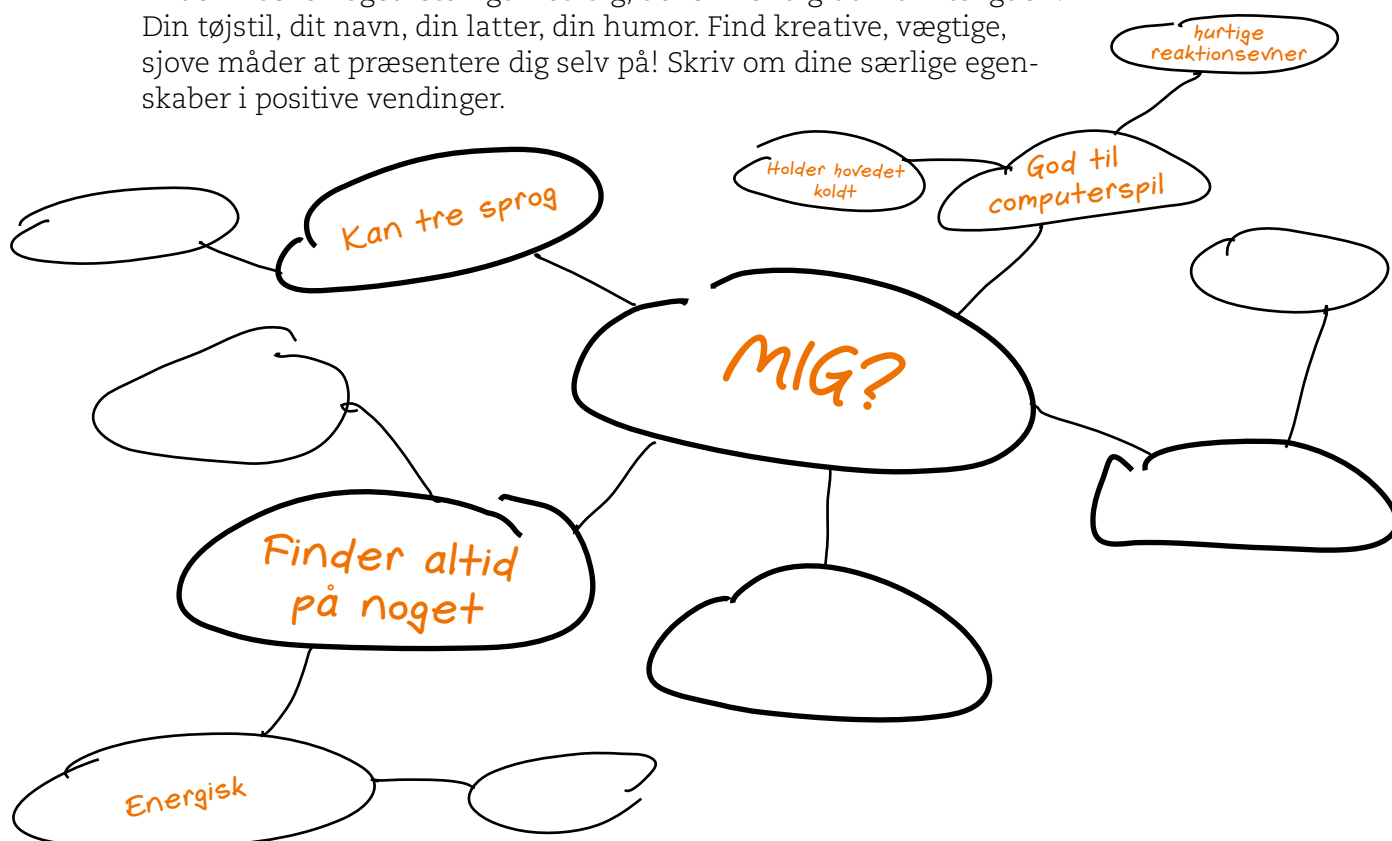 Din tøjstil, dit navn, din latter, din humor. Find kreative, vægtige,
sjove måder at præsentere dig selv på! Skriv om dine særlige egen-
skaber i positive vendinger.
hurtige
reaktionsevner
God til
computerspil
Holder hovedet
koldt
Kan tre sprog
MIG?
Finder altid
på noget
Energisk